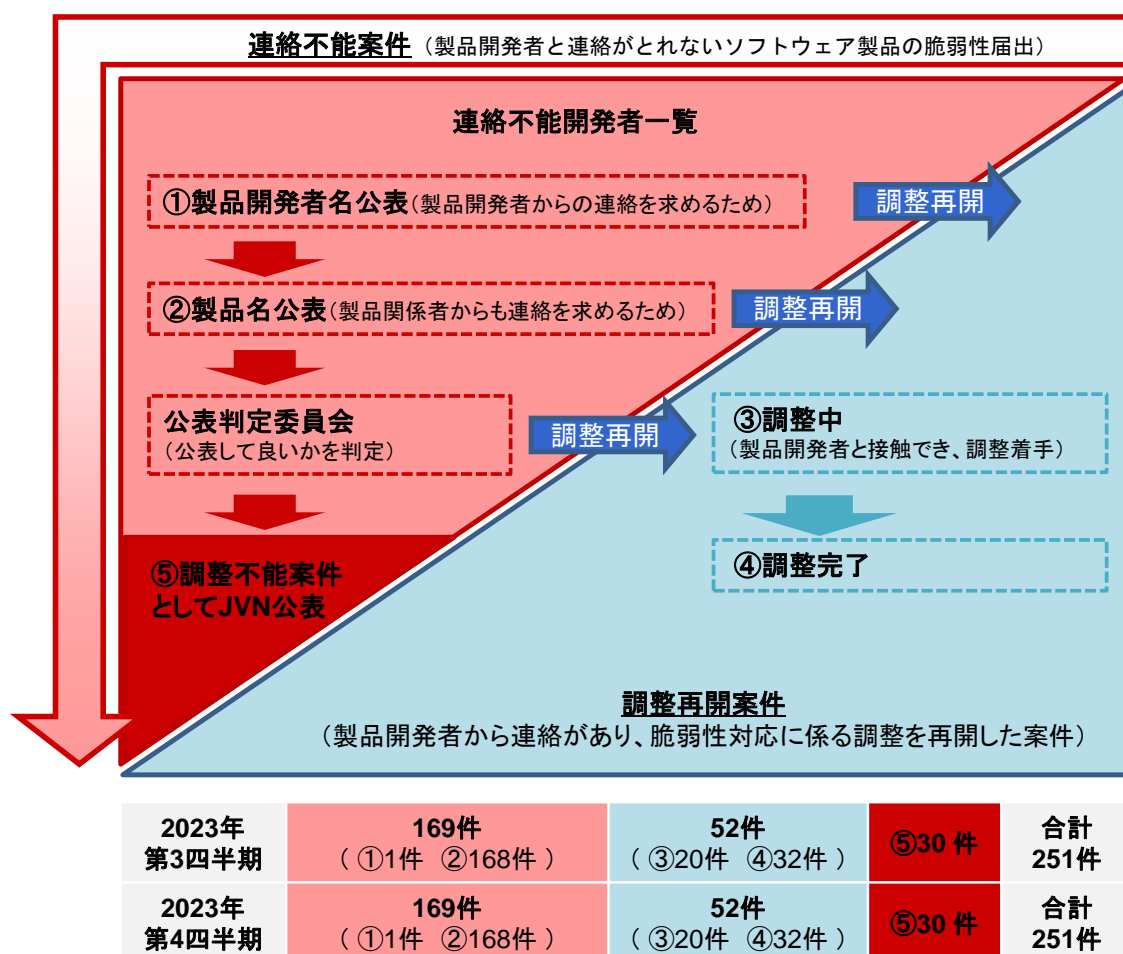 連絡不能案件（製品開発者と連絡がとれないソフトウェア製品の脆弱性届出）
連絡不能開発者一覧
①製品開発者名公表（製品開発者からの連絡を求めるため）
調整再開
②製品名公表（製品関係者からも連絡を求めるため）
調整再開
公表判定委員会
（公表して良いかを判定）
調整再開
③調整中
（製品開発者と接触でき、調整着手）
④調整完了
⑤調整不能案件
としてJVN公表
調整再開案件
（製品開発者から連絡があり、脆弱性対応に係る調整を再開した案件）
2023年
第3四半期
169件
（ ①1件 ②168件 ）
52件
（ ③20件 ④32件 ）
⑤30 件
合計
251件
2023年
第4四半期
169件
（ ①1件 ②168件 ）
52件
（ ③20件 ④32件 ）
⑤30 件
合計
251件